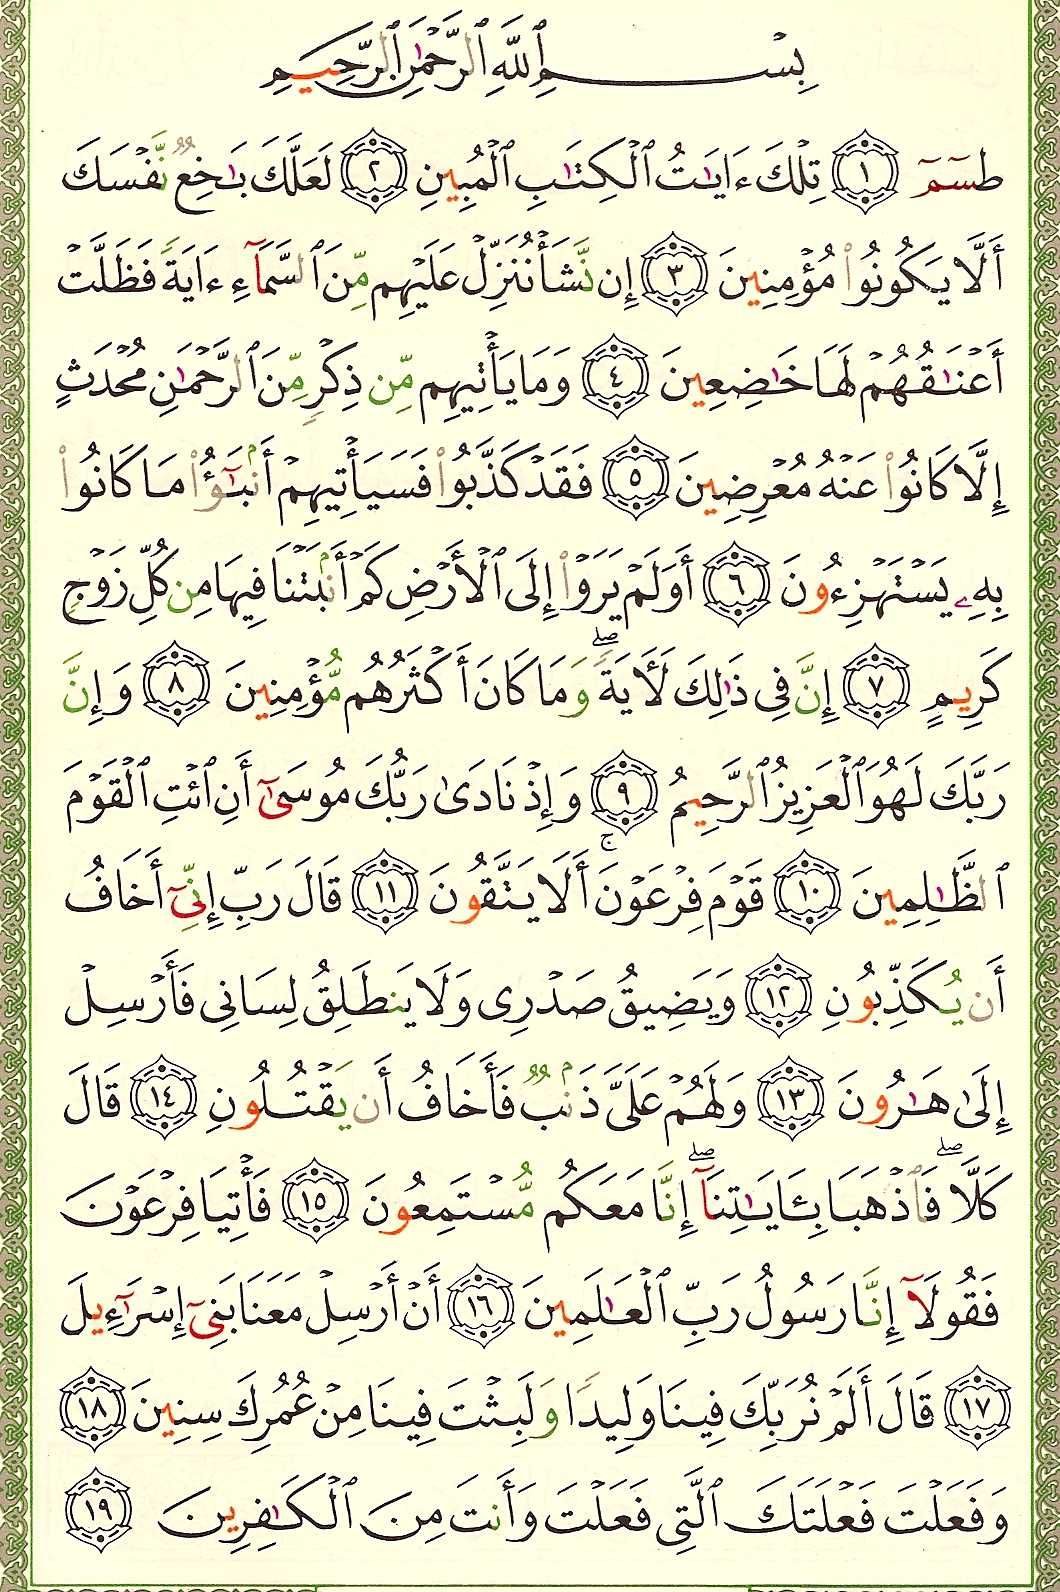 بِسْمِ ٱللَّهِ ٱلرَّحْمَٰنِ ٱلرَّحِيمِ
طسٓمٓ ١ تِلْكَ ءَايَٰتُ ٱلْكِتَٰبِ ٱلْمُبِينِ ٢ لَعَلَّكَ بَٰخِعٌ نَّفْسَكَ
أَلَّا يَكُونُوا۟ مُؤْمِنِينَ ٣ إِن نَّشَأْ نُنَزِّلْ عَلَيْهِم مِّنَ ٱلسَّمَآءِ ءَايَةً فَظَلَّتْ
أَعْنَٰقُهُمْ لَهَا خَٰضِعِينَ ٤ وَمَا يَأْتِيهِم مِّن ذِكْرٍ مِّنَ ٱلرَّحْمَٰنِ مُحْدَثٍ
إِلَّا كَانُوا۟ عَنْهُ مُعْرِضِينَ ٥ فَقَدْ كَذَّبُوا۟ فَسَيَأْتِيهِمْ أَنۢبَٰٓؤُا۟ مَا كَانُوا۟
بِهِۦ يَسْتَهْزِءُونَ ٦ أَوَلَمْ يَرَوْا۟ إِلَى ٱلْأَرْضِ كَمْ أَنۢبَتْنَا فِيهَا مِن كُلِّ زَوْجٍ
كَرِيمٍ ٧ إِنَّ فِى ذَٰلِكَ لَءَايَةً ۖ وَمَا كَانَ أَكْثَرُهُم مُّؤْمِنِينَ ٨ وَإِنَّ
رَبَّكَ لَهُوَ ٱلْعَزِيزُ ٱلرَّحِيمُ ٩ وَإِذْ نَادَىٰ رَبُّكَ مُوسَىٰٓ أَنِ ٱئْتِ ٱلْقَوْمَ
ٱلظَّٰلِمِينَ ١٠ قَوْمَ فِرْعَوْنَ ۚ أَلَا يَتَّقُونَ ١١ قَالَ رَبِّ إِنِّىٓ أَخَافُ
أَن يُكَذِّبُونِ ١٢ وَيَضِيقُ صَدْرِى وَلَا يَنطَلِقُ لِسَانِى فَأَرْسِلْ
إِلَىٰ هَٰرُونَ ١٣ وَلَهُمْ عَلَىَّ ذَنۢبٌ فَأَخَافُ أَن يَقْتُلُونِ ١٤ قَالَ
كَلَّا ۖ فَٱذْهَبَا بِـَٔايَٰتِنَآ ۖ إِنَّا مَعَكُم مُّسْتَمِعُونَ ١٥ فَأْتِيَا فِرْعَوْنَ
فَقُولَآ إِنَّا رَسُولُ رَبِّ ٱلْعَٰلَمِينَ ١٦ أَنْ أَرْسِلْ مَعَنَا بَنِىٓ إِسْرَٰٓءِيلَ
١٧ قَالَ أَلَمْ نُرَبِّكَ فِينَا وَلِيدًا وَلَبِثْتَ فِينَا مِنْ عُمُرِكَ سِنِينَ ١٨
وَفَعَلْتَ فَعْلَتَكَ ٱلَّتِى فَعَلْتَ وَأَنتَ مِنَ ٱلْكَٰفِرِينَ ١٩